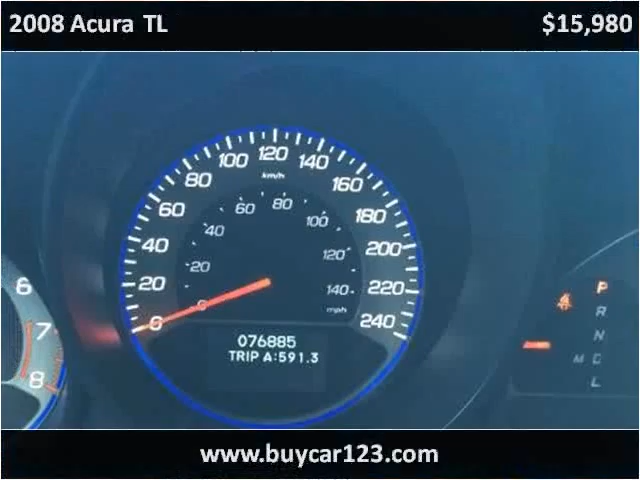 2008 Acura TL $15,980
0 20 40 60 80 100 120 140 160 180 200 220 240
km/h
0 20 40 60 80 100 120 140
mph
076885
TRIP A:591.3
6
7
8
P
R
N
M D
L
www.buycar123.com